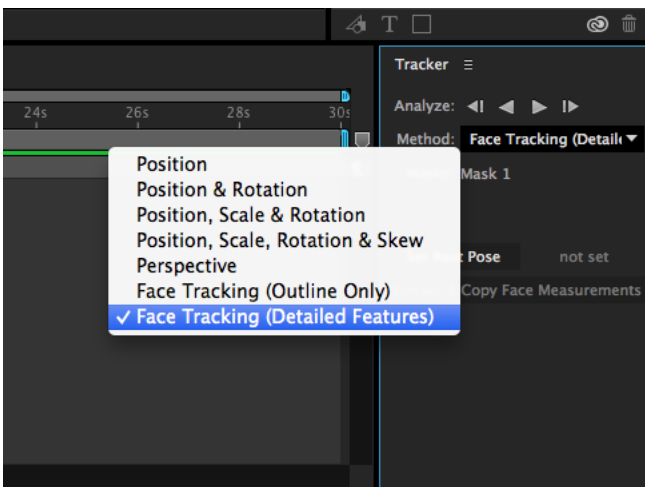 T
Tracker
24s 26s 28s 30s
Analyze:
Method: Face Tracking (Detaile
Mask 1
Position
Position & Rotation
Position, Scale & Rotation
Position, Scale, Rotation & Skew
Perspective
Face Tracking (Outline Only)
✓ Face Tracking (Detailed Features)
Pose not set
Copy Face Measurements